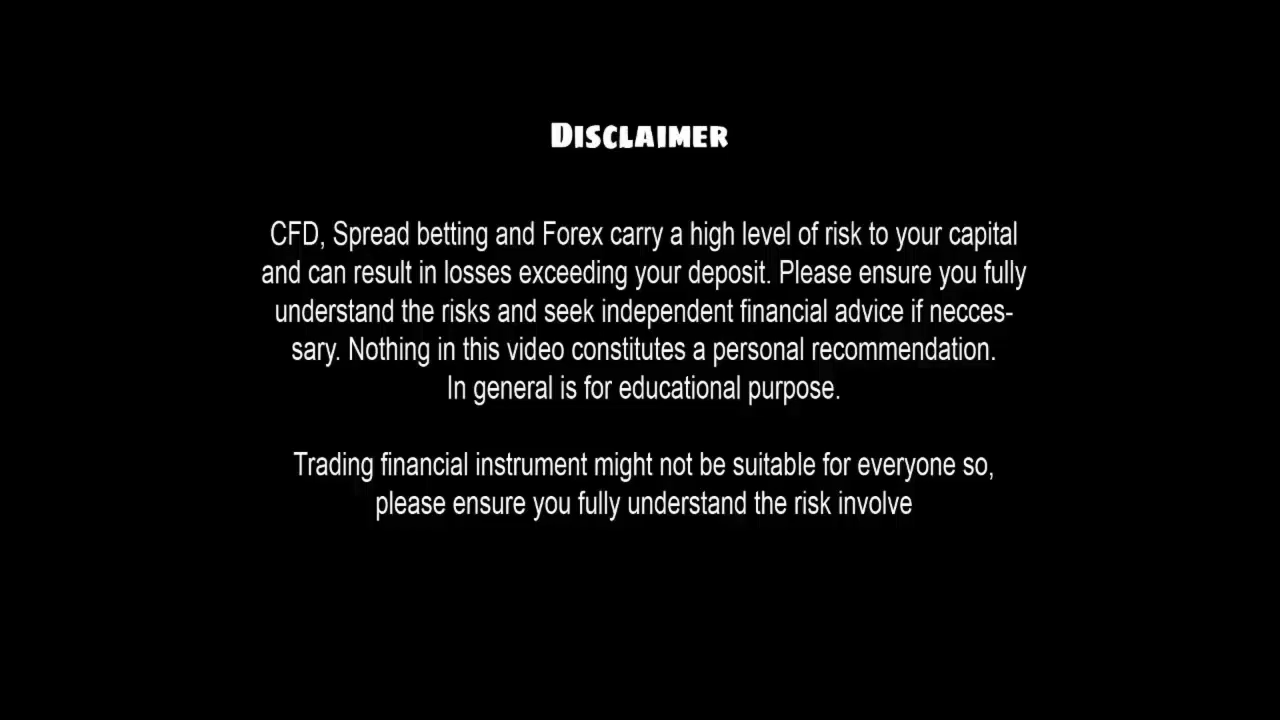 DISCLAIMER
CFD, Spread betting and Forex carry a high level of risk to your capital
and can result in losses exceeding your deposit. Please ensure you fully
understand the risks and seek independent financial advice if necces-
sary. Nothing in this video constitutes a personal recommendation.
In general is for educational purpose.
Trading financial instrument might not be suitable for everyone so,
please ensure you fully understand the risk involve